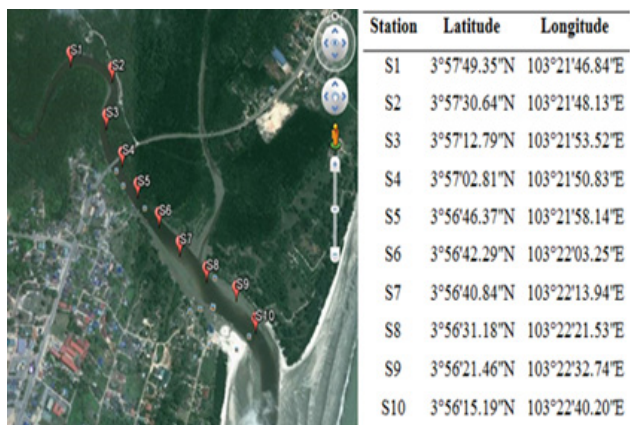 S1
S2
S3
S4
S5
S6
S7
S8
S9
S10
Station Latitude Longitude
S1 3°57'49.35"N 103°21'46.84"E
S2 3°57'30.64"N 103°21'48.13"E
S3 3°57'12.79"N 103°21'53.52"E
S4 3°57'02.81"N 103°21'50.83"E
S5 3°56'46.37"N 103°21'58.14"E
S6 3°56'42.29"N 103°22'03.25"E
S7 3°56'40.84"N 103°22'13.94"E
S8 3°56'31.18"N 103°22'21.53"E
S9 3°56'21.46"N 103°22'32.74"E
S10 3°56'15.19"N 103°22'40.20"E